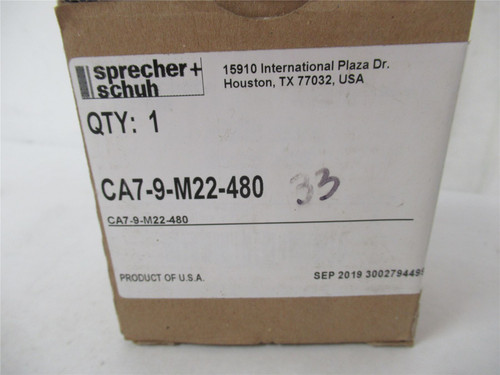 sprecher+
schuh
15910 International Plaza Dr.
Houston, TX 77032, USA
QTY: 1
CA7-9-M22-480 33
CA7-9-M22-480
PRODUCT OF U.S.A.
SEP 2019 3002794495